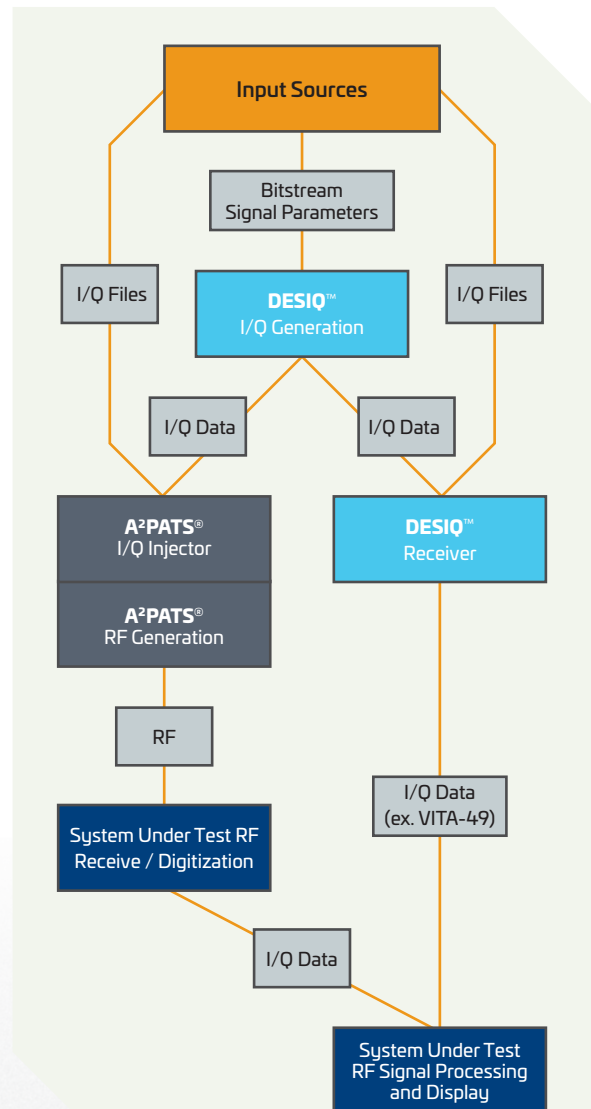 Input Sources
Bitstream
Signal Parameters
I/Q Files
I/Q Files
DESIQ™
I/Q Generation
I/Q Data
I/Q Data
A²PATS®
I/Q Injector
DESIQ™
Receiver
A²PATS®
RF Generation
RF
I/Q Data
(ex. VITA-49)
System Under Test RF
Receive / Digitization
I/Q Data
System Under Test
RF Signal Processing
and Display